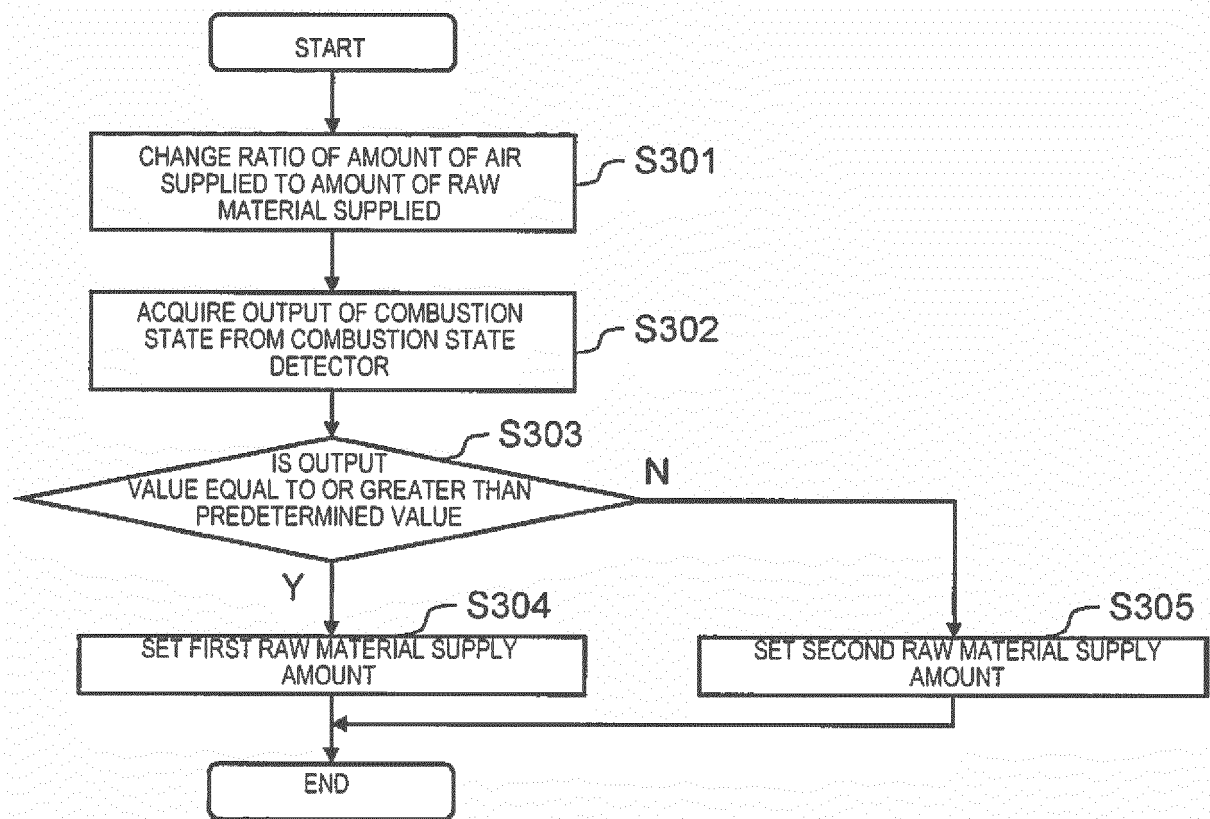 START
CHANGE RATIO OF AMOUNT OF AIR
SUPPLIED TO AMOUNT OF RAW
MATERIAL SUPPLIED
S301
ACQUIRE OUTPUT OF COMBUSTION
STATE FROM COMBUSTION STATE
DETECTOR
S302
S303
IS OUTPUT
VALUE EQUAL TO OR GREATER THAN
PREDETERMINED VALUE
N
Y
S304
SET FIRST RAW MATERIAL SUPPLY
AMOUNT
S305
SET SECOND RAW MATERIAL SUPPLY
AMOUNT
END